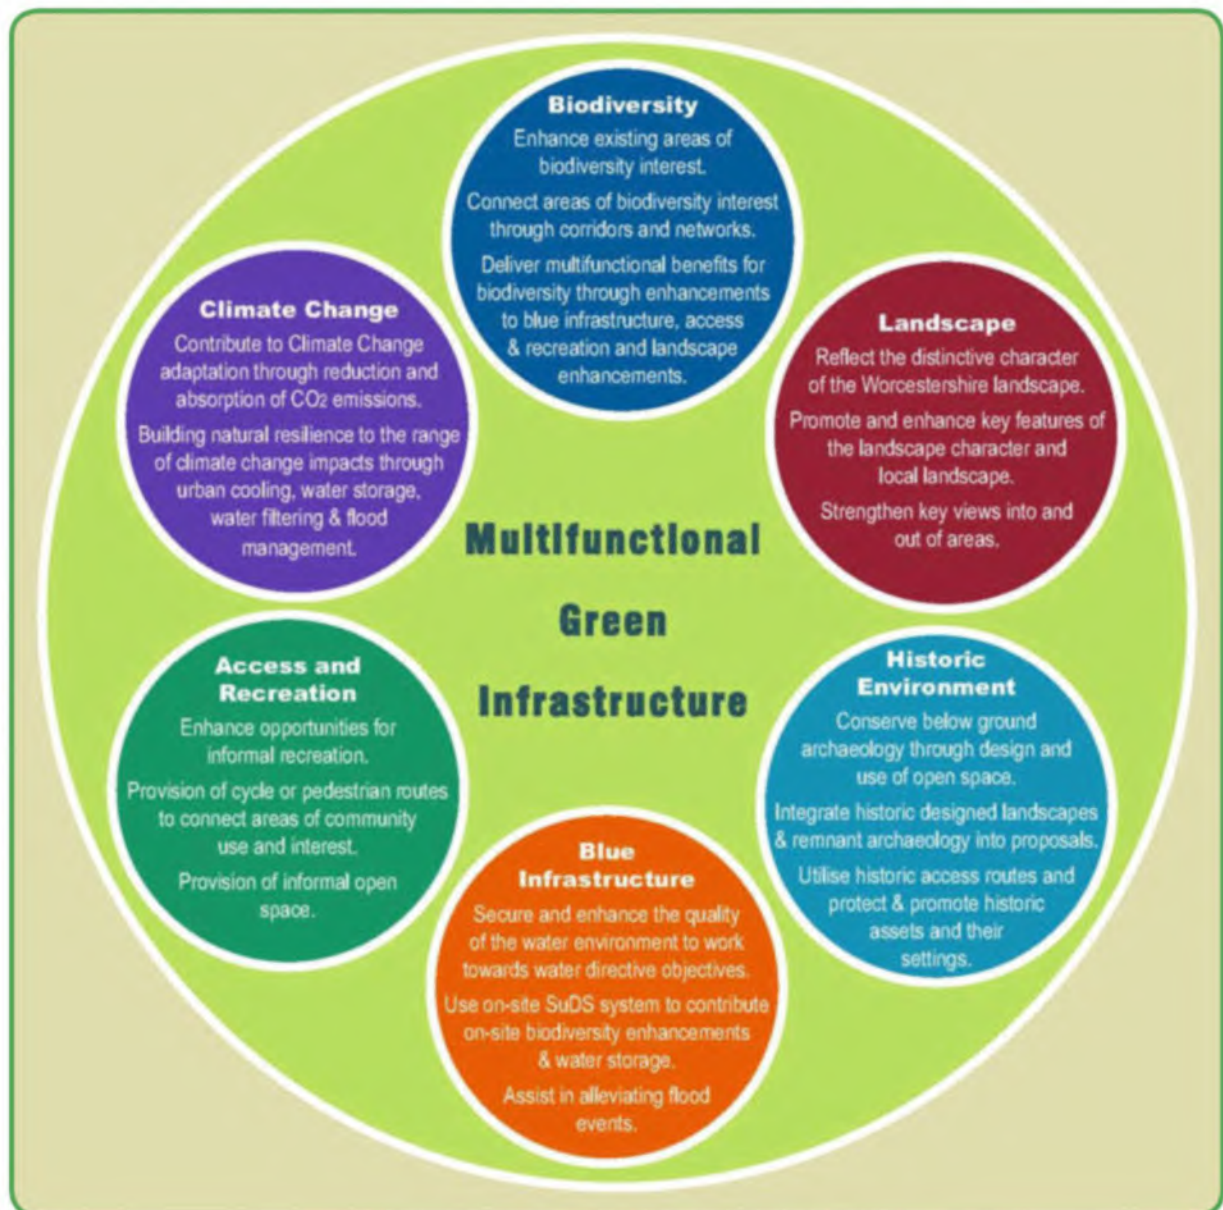 Biodiversity
Enhance existing areas of
biodiversity interest.
Connect areas of biodiversity interest
through corridors and networks.
Deliver multifunctional benefits for
biodiversity through enhancements
to blue infrastructure, access
& recreation and landscape
enhancements.
Landscape
Reflect the distinctive character
of the Worcestershire landscape.
Promote and enhance key features of
the landscape character and
local landscape.
Strengthen key views into and
out of areas.
Historic
Environment
Conserve below ground
archaeology through design and
use of open space.
Integrate historic designed landscapes
& remnant archaeology into proposals.
Utilise historic access routes and
protect & promote historic
assets and their
settings.
Blue
Infrastructure
Secure and enhance the quality
of the water environment to work
towards water directive objectives.
Use on-site SuDS system to contribute
on-site biodiversity enhancements
& water storage.
Assist in alleviating flood
events.
Access and
Recreation
Enhance opportunities for
informal recreation.
Provision of cycle or pedestrian routes
to connect areas of community
use and interest.
Provision of informal open
space.
Climate Change
Contribute to Climate Change
adaptation through reduction and
absorption of CO2 emissions.
Building natural resilience to the range
of climate change impacts through
urban cooling, water storage,
water filtering & flood
management.
Multifunctional
Green
Infrastructure